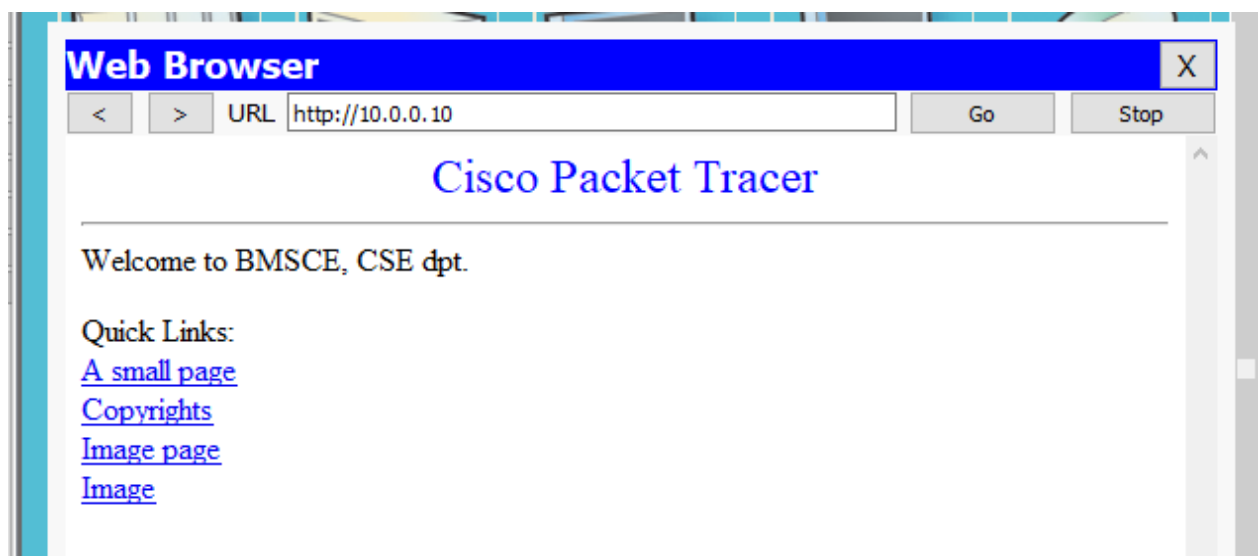 Web Browser X
< > URL http://10.0.0.10 Go Stop
Cisco Packet Tracer
Welcome to BMSCE, CSE dpt.
Quick Links:
A small page
Copyrights
Image page
Image